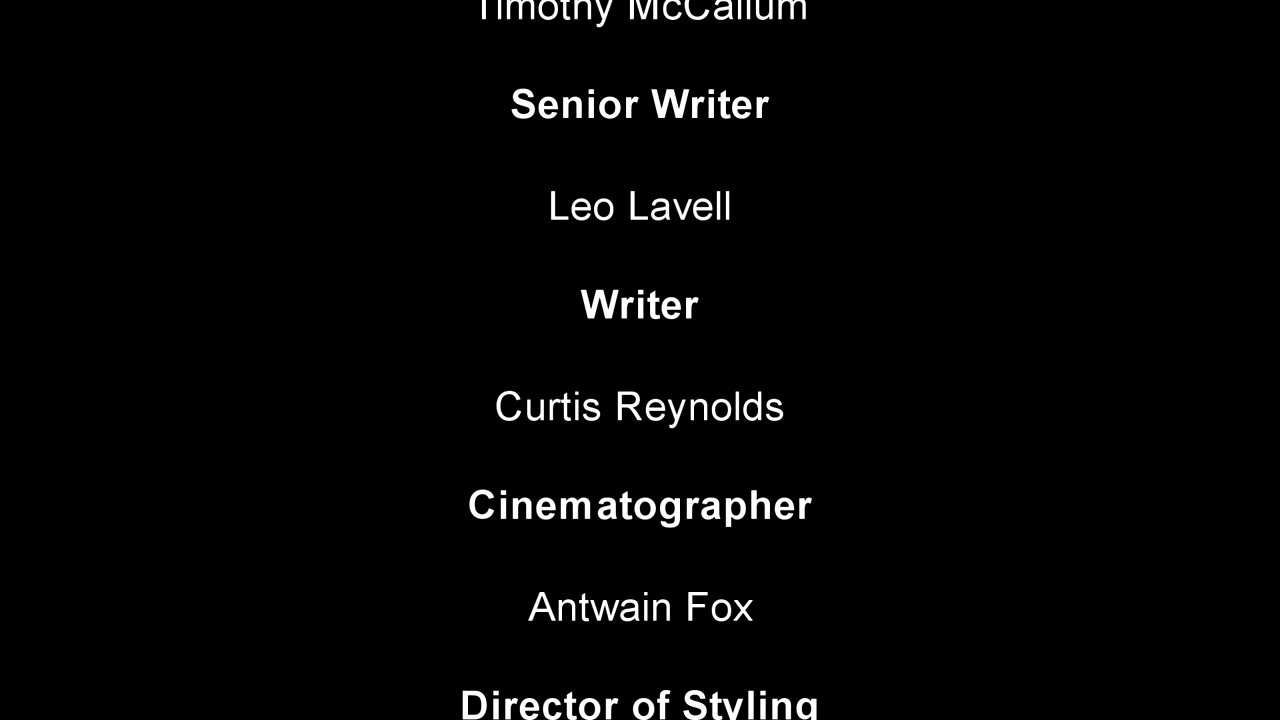 Timothy McCallum
Senior Writer
Leo Lavell
Writer
Curtis Reynolds
Cinematographer
Antwain Fox
Director of Styling